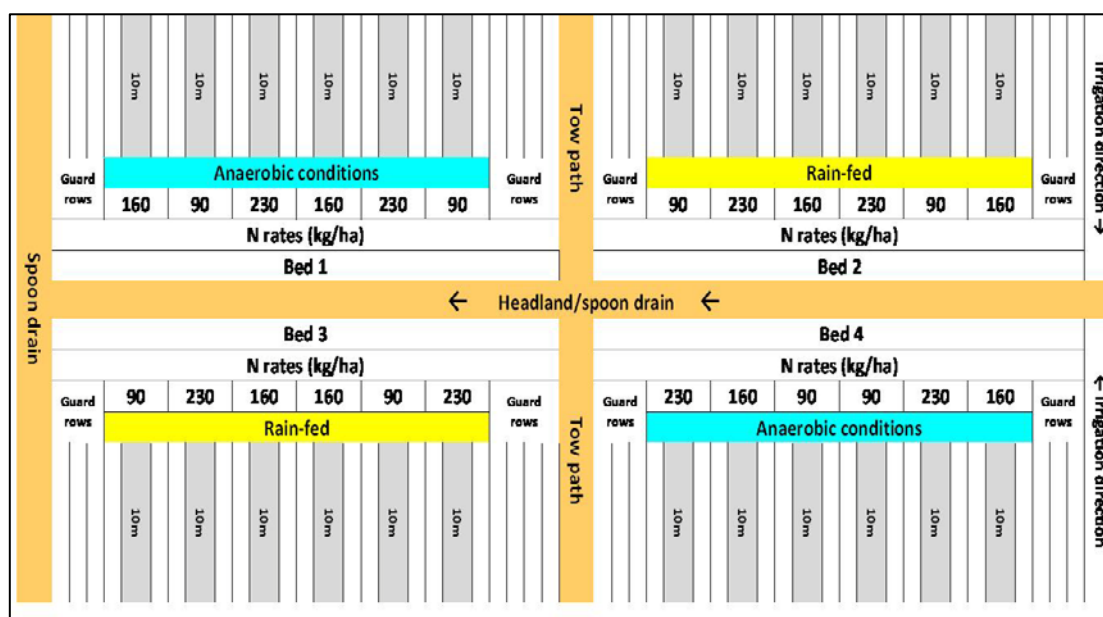 10m 10m 10m 10m 10m 10m
10m 10m 10m 10m 10m 10m
Spoon drain
Tow path
Irrigation direction →
Guard rows
Anaerobic conditions
Guard rows
160 90 230 160 230 90
N rates (kg/ha)
Bed 1
Guard rows
Rain-fed
Guard rows
90 230 160 230 90 160
N rates (kg/ha)
Bed 2
← Headland/spoon drain ←
Bed 3
N rates (kg/ha)
Guard rows
90 230 160 160 90 230
Guard rows
Rain-fed
Bed 4
N rates (kg/ha)
Guard rows
230 160 90 90 230 160
Guard rows
Anaerobic conditions
Tow path
← Irrigation direction
10m 10m 10m 10m 10m 10m
10m 10m 10m 10m 10m 10m